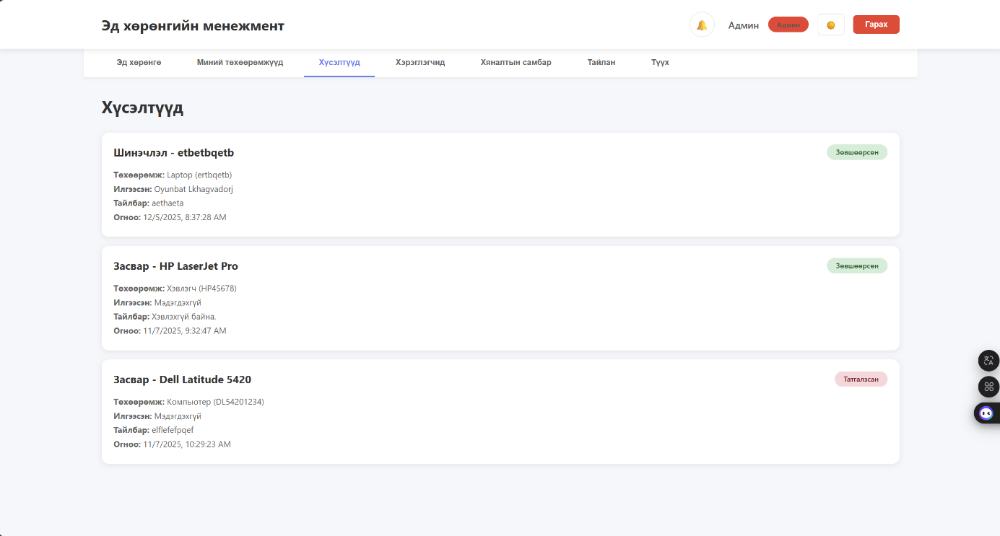 Эд хөрөнгийн менежмент
Админ
Админ
Гарах
Эд хөрөнгө
Миний төхөөрөмжүүд
Хүсэлтүүд
Хэрэглэгчид
Хяналтын самбар
Тайлан
Түүх
Хүсэлтүүд
Шинэчлэл - etbetbqetb
Зөвшөөрсөн
Төхөөрөмж: Laptop (ertbqetb)
Илгээсэн: Oyunbat Lkhagvadorj
Тайлбар: aethaeta
Огноо: 12/5/2025, 8:37:28 AM
Засвар - HP LaserJet Pro
Зөвшөөрсөн
Төхөөрөмж: Хэвлэгч (HP45678)
Илгээсэн: Мэдэгдэхгүй
Тайлбар: Хэвлэхгүй байна.
Огноо: 11/7/2025, 9:32:47 AM
Засвар - Dell Latitude 5420
Татгалзсан
Төхөөрөмж: Компьютер (DL54201234)
Илгээсэн: Мэдэгдэхгүй
Тайлбар: elflefefpqef
Огноо: 11/7/2025, 10:29:23 AM